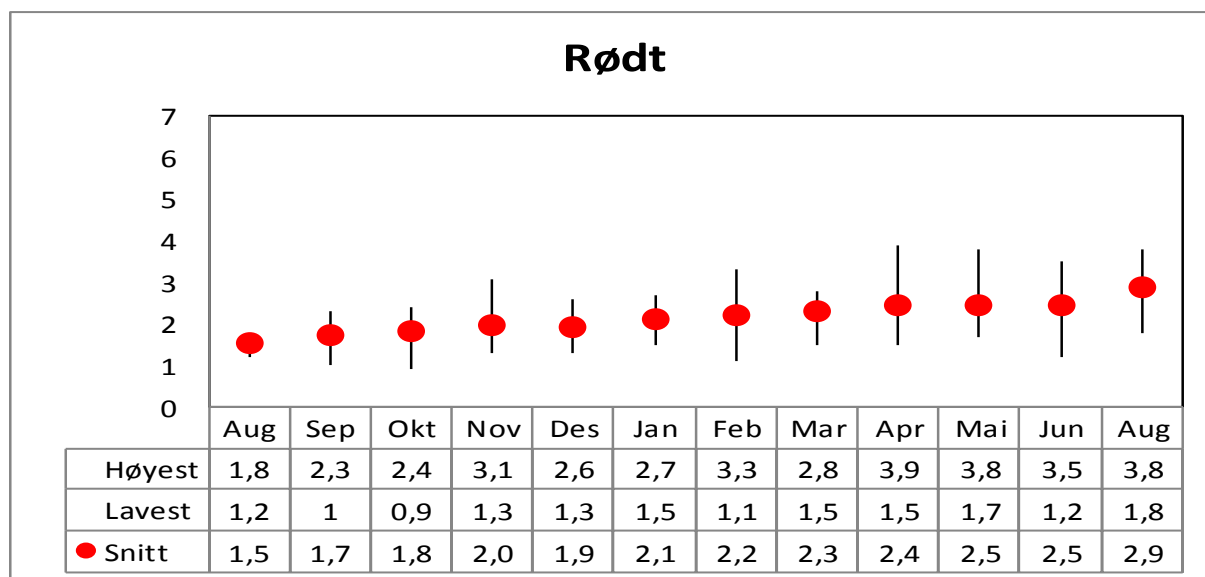 Rødt
7
6
5
4
3
2
1
0
Aug Sep Okt Nov Des Jan Feb Mar Apr Mai Jun Aug
Høyest 1,8 2,3 2,4 3,1 2,6 2,7 3,3 2,8 3,9 3,8 3,5 3,8
Lavest 1,2 1 0,9 1,3 1,3 1,5 1,1 1,5 1,5 1,7 1,2 1,8
Snitt 1,5 1,7 1,8 2,0 1,9 2,1 2,2 2,3 2,4 2,5 2,5 2,9